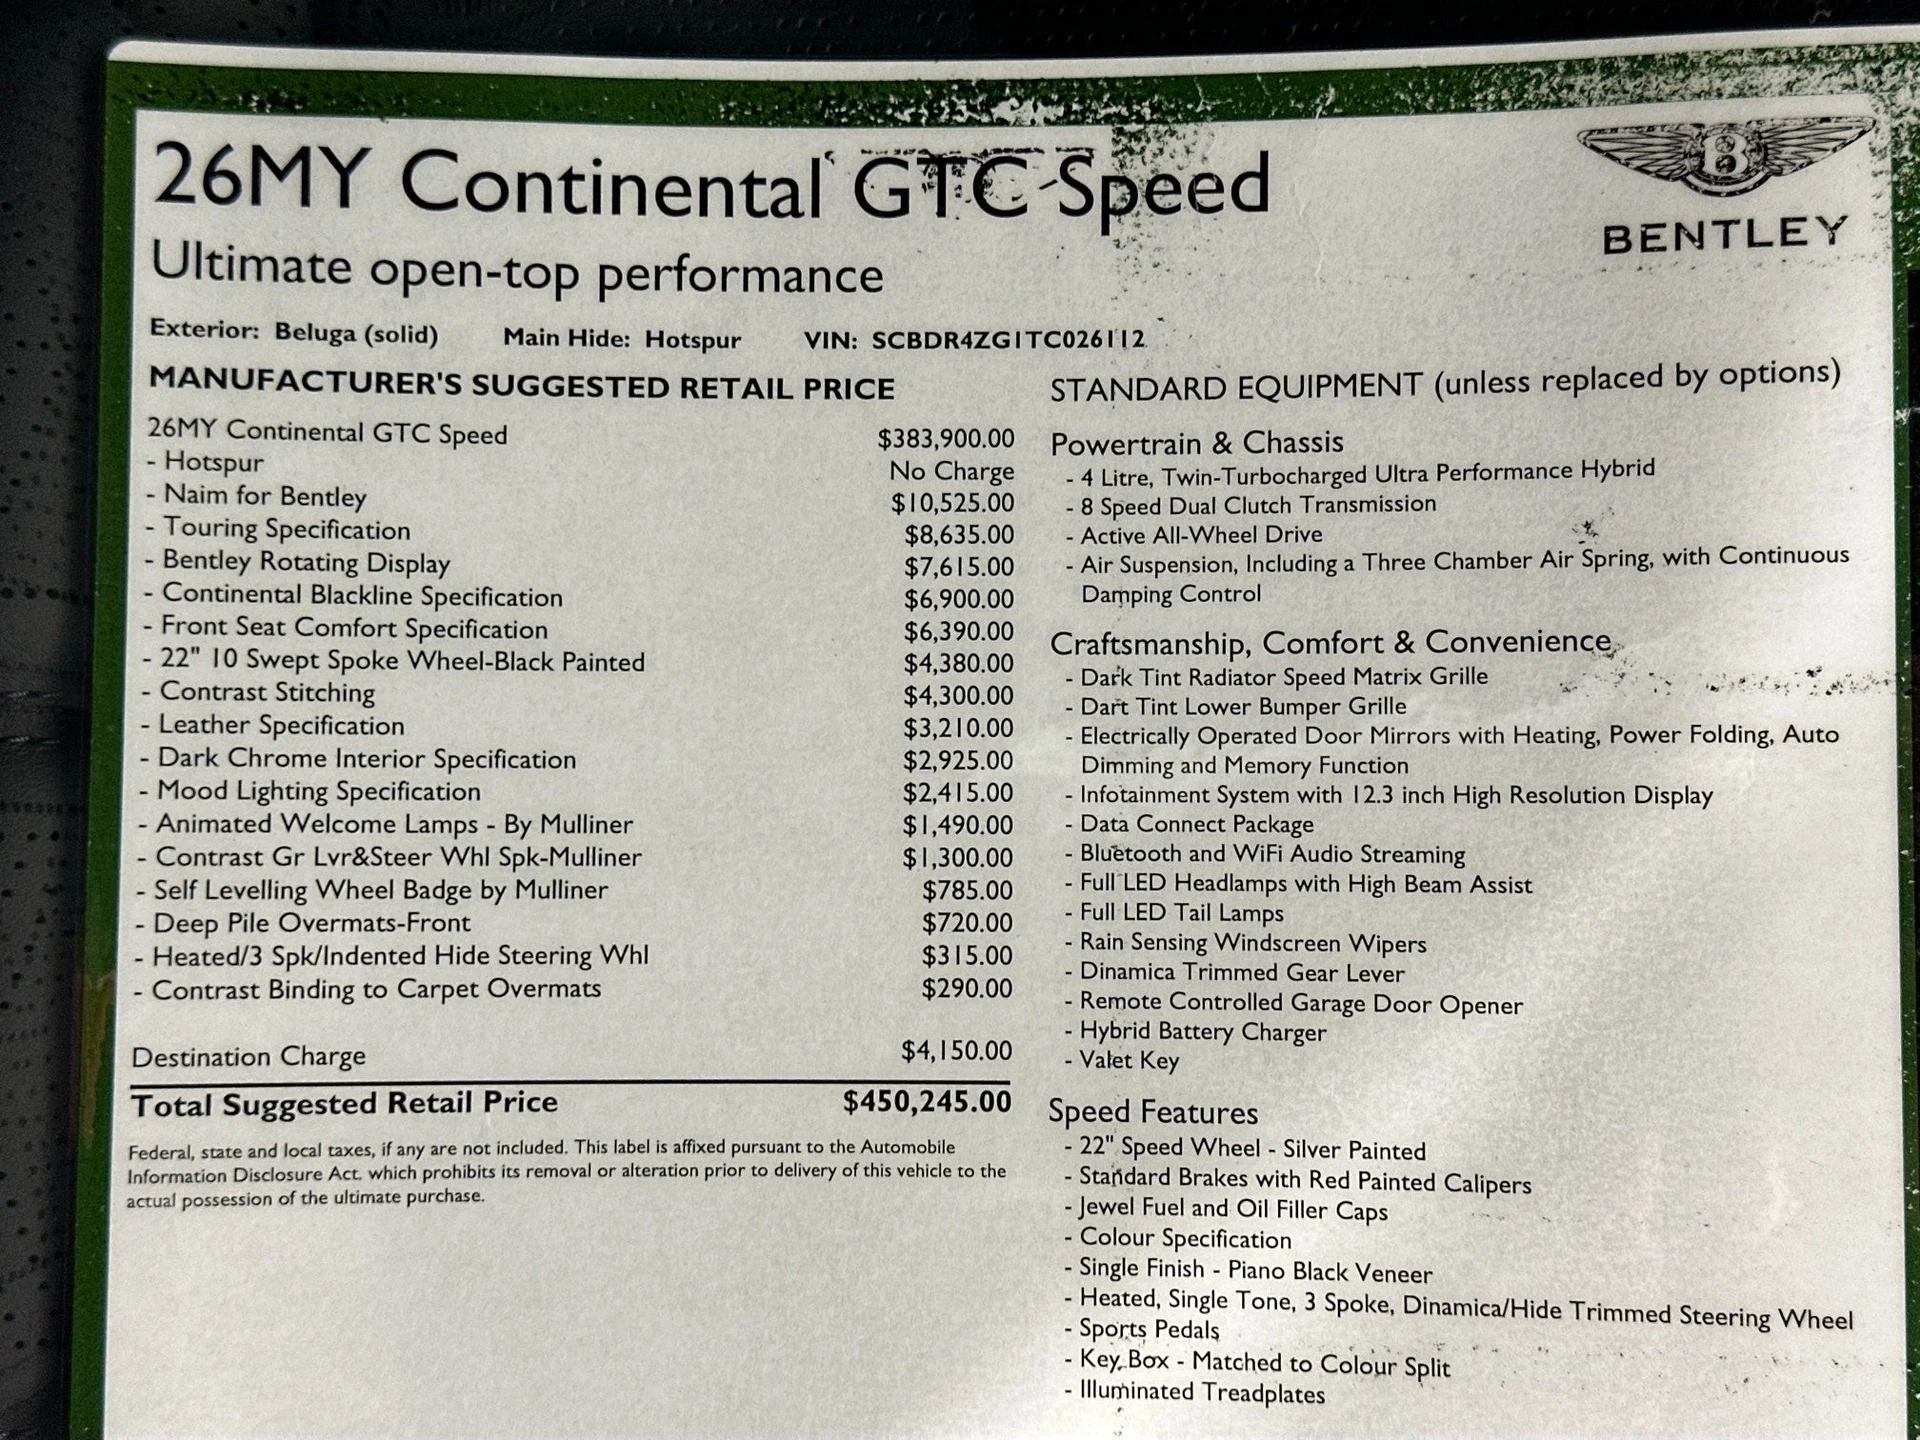 26MY Continental GTC Speed
BENTLEY
Ultimate open-top performance
Exterior: Beluga (solid) Main Hide: Hotspur VIN: SCBDR4ZG1TC026112
MANUFACTURER'S SUGGESTED RETAIL PRICE
26MY Continental GTC Speed $383,900.00
- Hotspur No Charge
- Naim for Bentley $10,525.00
- Touring Specification $8,635.00
- Bentley Rotating Display $7,615.00
- Continental Blackline Specification $6,900.00
- Front Seat Comfort Specification $6,390.00
- 22" 10 Swept Spoke Wheel-Black Painted $4,380.00
- Contrast Stitching $4,300.00
- Leather Specification $3,210.00
- Dark Chrome Interior Specification $2,925.00
- Mood Lighting Specification $2,415.00
- Animated Welcome Lamps - By Mulliner $1,490.00
- Contrast Gr Lvr&Steer Whl Spk-Mulliner $1,300.00
- Self Levelling Wheel Badge by Mulliner $785.00
- Deep Pile Overmats-Front $720.00
- Heated/3 Spk/Indented Hide Steering Whl $315.00
- Contrast Binding to Carpet Overmats $290.00
Destination Charge $4,150.00
Total Suggested Retail Price $450,245.00
Federal, state and local taxes, if any are not included. This label is affixed pursuant to the Automobile
Information Disclosure Act. which prohibits its removal or alteration prior to delivery of this vehicle to the
actual possession of the ultimate purchase.
STANDARD EQUIPMENT (unless replaced by options)
Powertrain & Chassis
- 4 Litre, Twin-Turbocharged Ultra Performance Hybrid
- 8 Speed Dual Clutch Transmission
- Active All-Wheel Drive
- Air Suspension, Including a Three Chamber Air Spring, with Continuous
Damping Control
Craftsmanship, Comfort & Convenience
- Dark Tint Radiator Speed Matrix Grille
- Dart Tint Lower Bumper Grille
- Electrically Operated Door Mirrors with Heating, Power Folding, Auto
Dimming and Memory Function
- Infotainment System with 12.3 inch High Resolution Display
- Data Connect Package
- Bluetooth and WiFi Audio Streaming
- Full LED Headlamps with High Beam Assist
- Full LED Tail Lamps
- Rain Sensing Windscreen Wipers
- Dinamica Trimmed Gear Lever
- Remote Controlled Garage Door Opener
- Hybrid Battery Charger
- Valet Key
Speed Features
- 22" Speed Wheel - Silver Painted
- Standard Brakes with Red Painted Calipers
- Jewel Fuel and Oil Filler Caps
- Colour Specification
- Single Finish - Piano Black Veneer
- Heated, Single Tone, 3 Spoke, Dinamica/Hide Trimmed Steering Wheel
- Sports Pedals
- Key Box - Matched to Colour Split
- Illuminated Treadplates